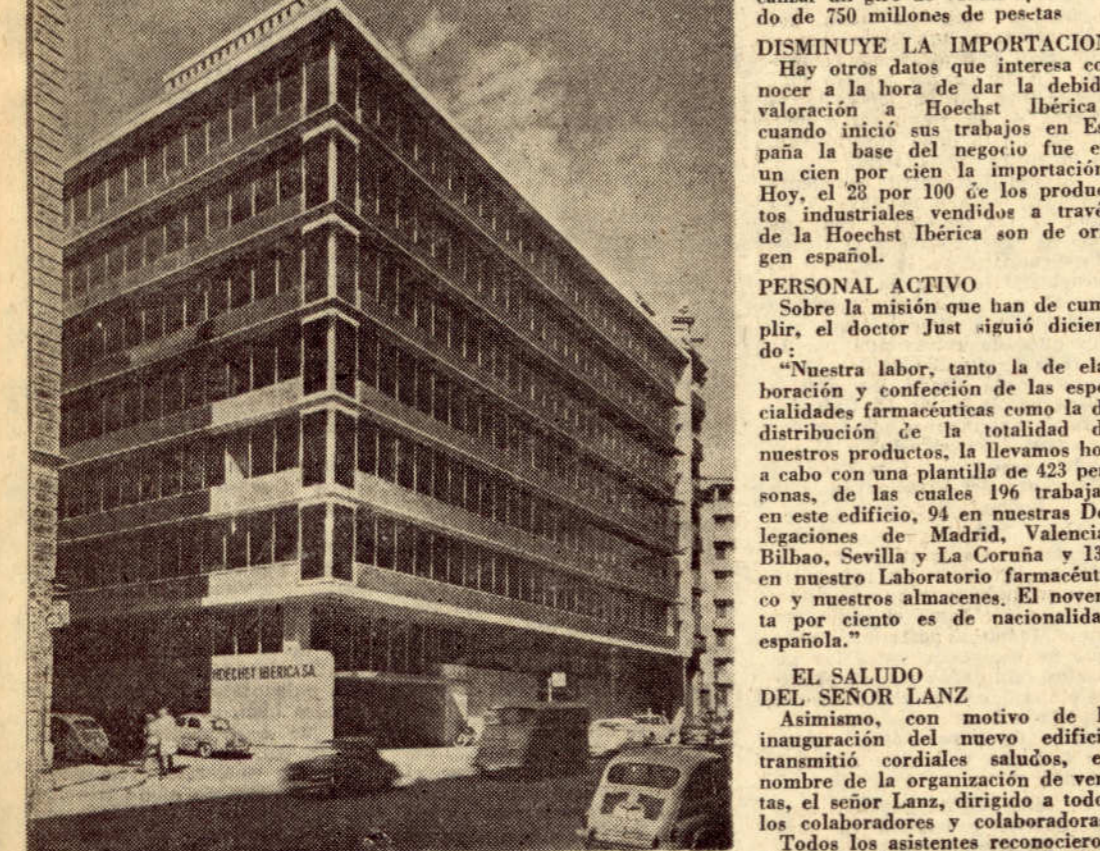 HOECHST IBERICA S.A.
do de 750 millones de pesetas
DISMINUYE LA IMPORTACION
Hay otros datos que interesa co
nocer a la hora de dar la debid
valoración a Hoechst Ibérica
cuando inició sus trabajos en Es
paña la base del negocio fue e
un cien por cien la importación
Hoy, el 28 por 100 de los produc
tos industriales vendidos a travé
de la Hoechst Ibérica son de ori
gen español.
PERSONAL ACTIVO
Sobre la misión que han de cum
plir, el doctor Just siguió dicien
do:
“Nuestra labor, tanto la de ela
boración y confección de las espe
cialidades farmacéuticas como la d
distribución de la totalidad d
nuestros productos, la llevamos ho
a cabo con una plantilla de 423 per
sonas, de las cuales 196 trabaja
en este edificio, 94 en nuestras De
legaciones de Madrid, Valencia
Bilbao, Sevilla y La Coruña y 13
en nuestro Laboratorio farmacéuti
co y nuestros almacenes. El noven
ta por ciento es de nacionalida
española.”
EL SALUDO
DEL SEÑOR LANZ
Asimismo, con motivo de l
inauguración del nuevo edifici
transmitió cordiales saludos, e
nombre de la organización de ven
tas, el señor Lanz, dirigido a todo
los colaboradores y colaboradoras
Todos los asistentes reconociero